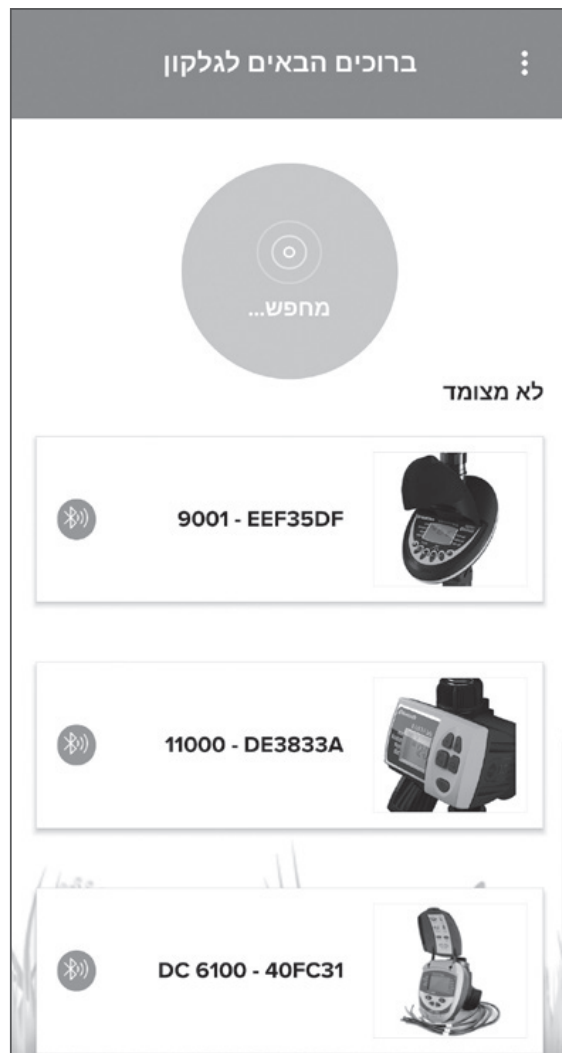 ברוכים הבאים לגלקון
מחפש...
לא מצומד
9001 - EEF35DF
11000 - DE3833A
DC 6100 - 40FC31